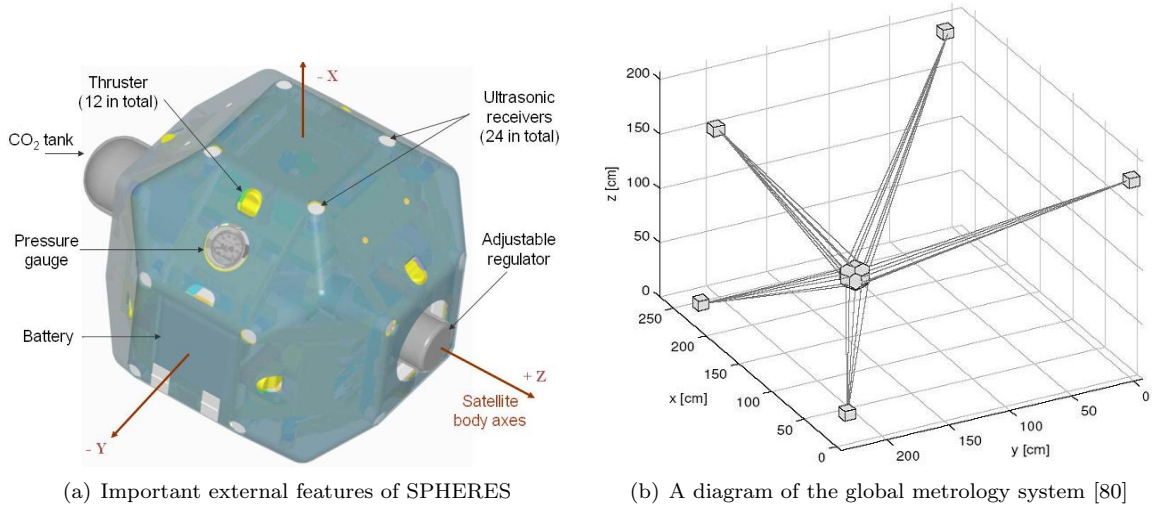 - X
Thruster
(12 in total)
Ultrasonic
receivers
(24 in total)
CO2 tank
Pressure
gauge
Adjustable
regulator
Battery
+ Z
Satellite
body axes
- Y
(a) Important external features of SPHERES
200
150
100
50
0
z [cm]
250
200
150
100
50
0
x [cm]
200
150
100
50
0
y [cm]
(b) A diagram of the global metrology system [80]